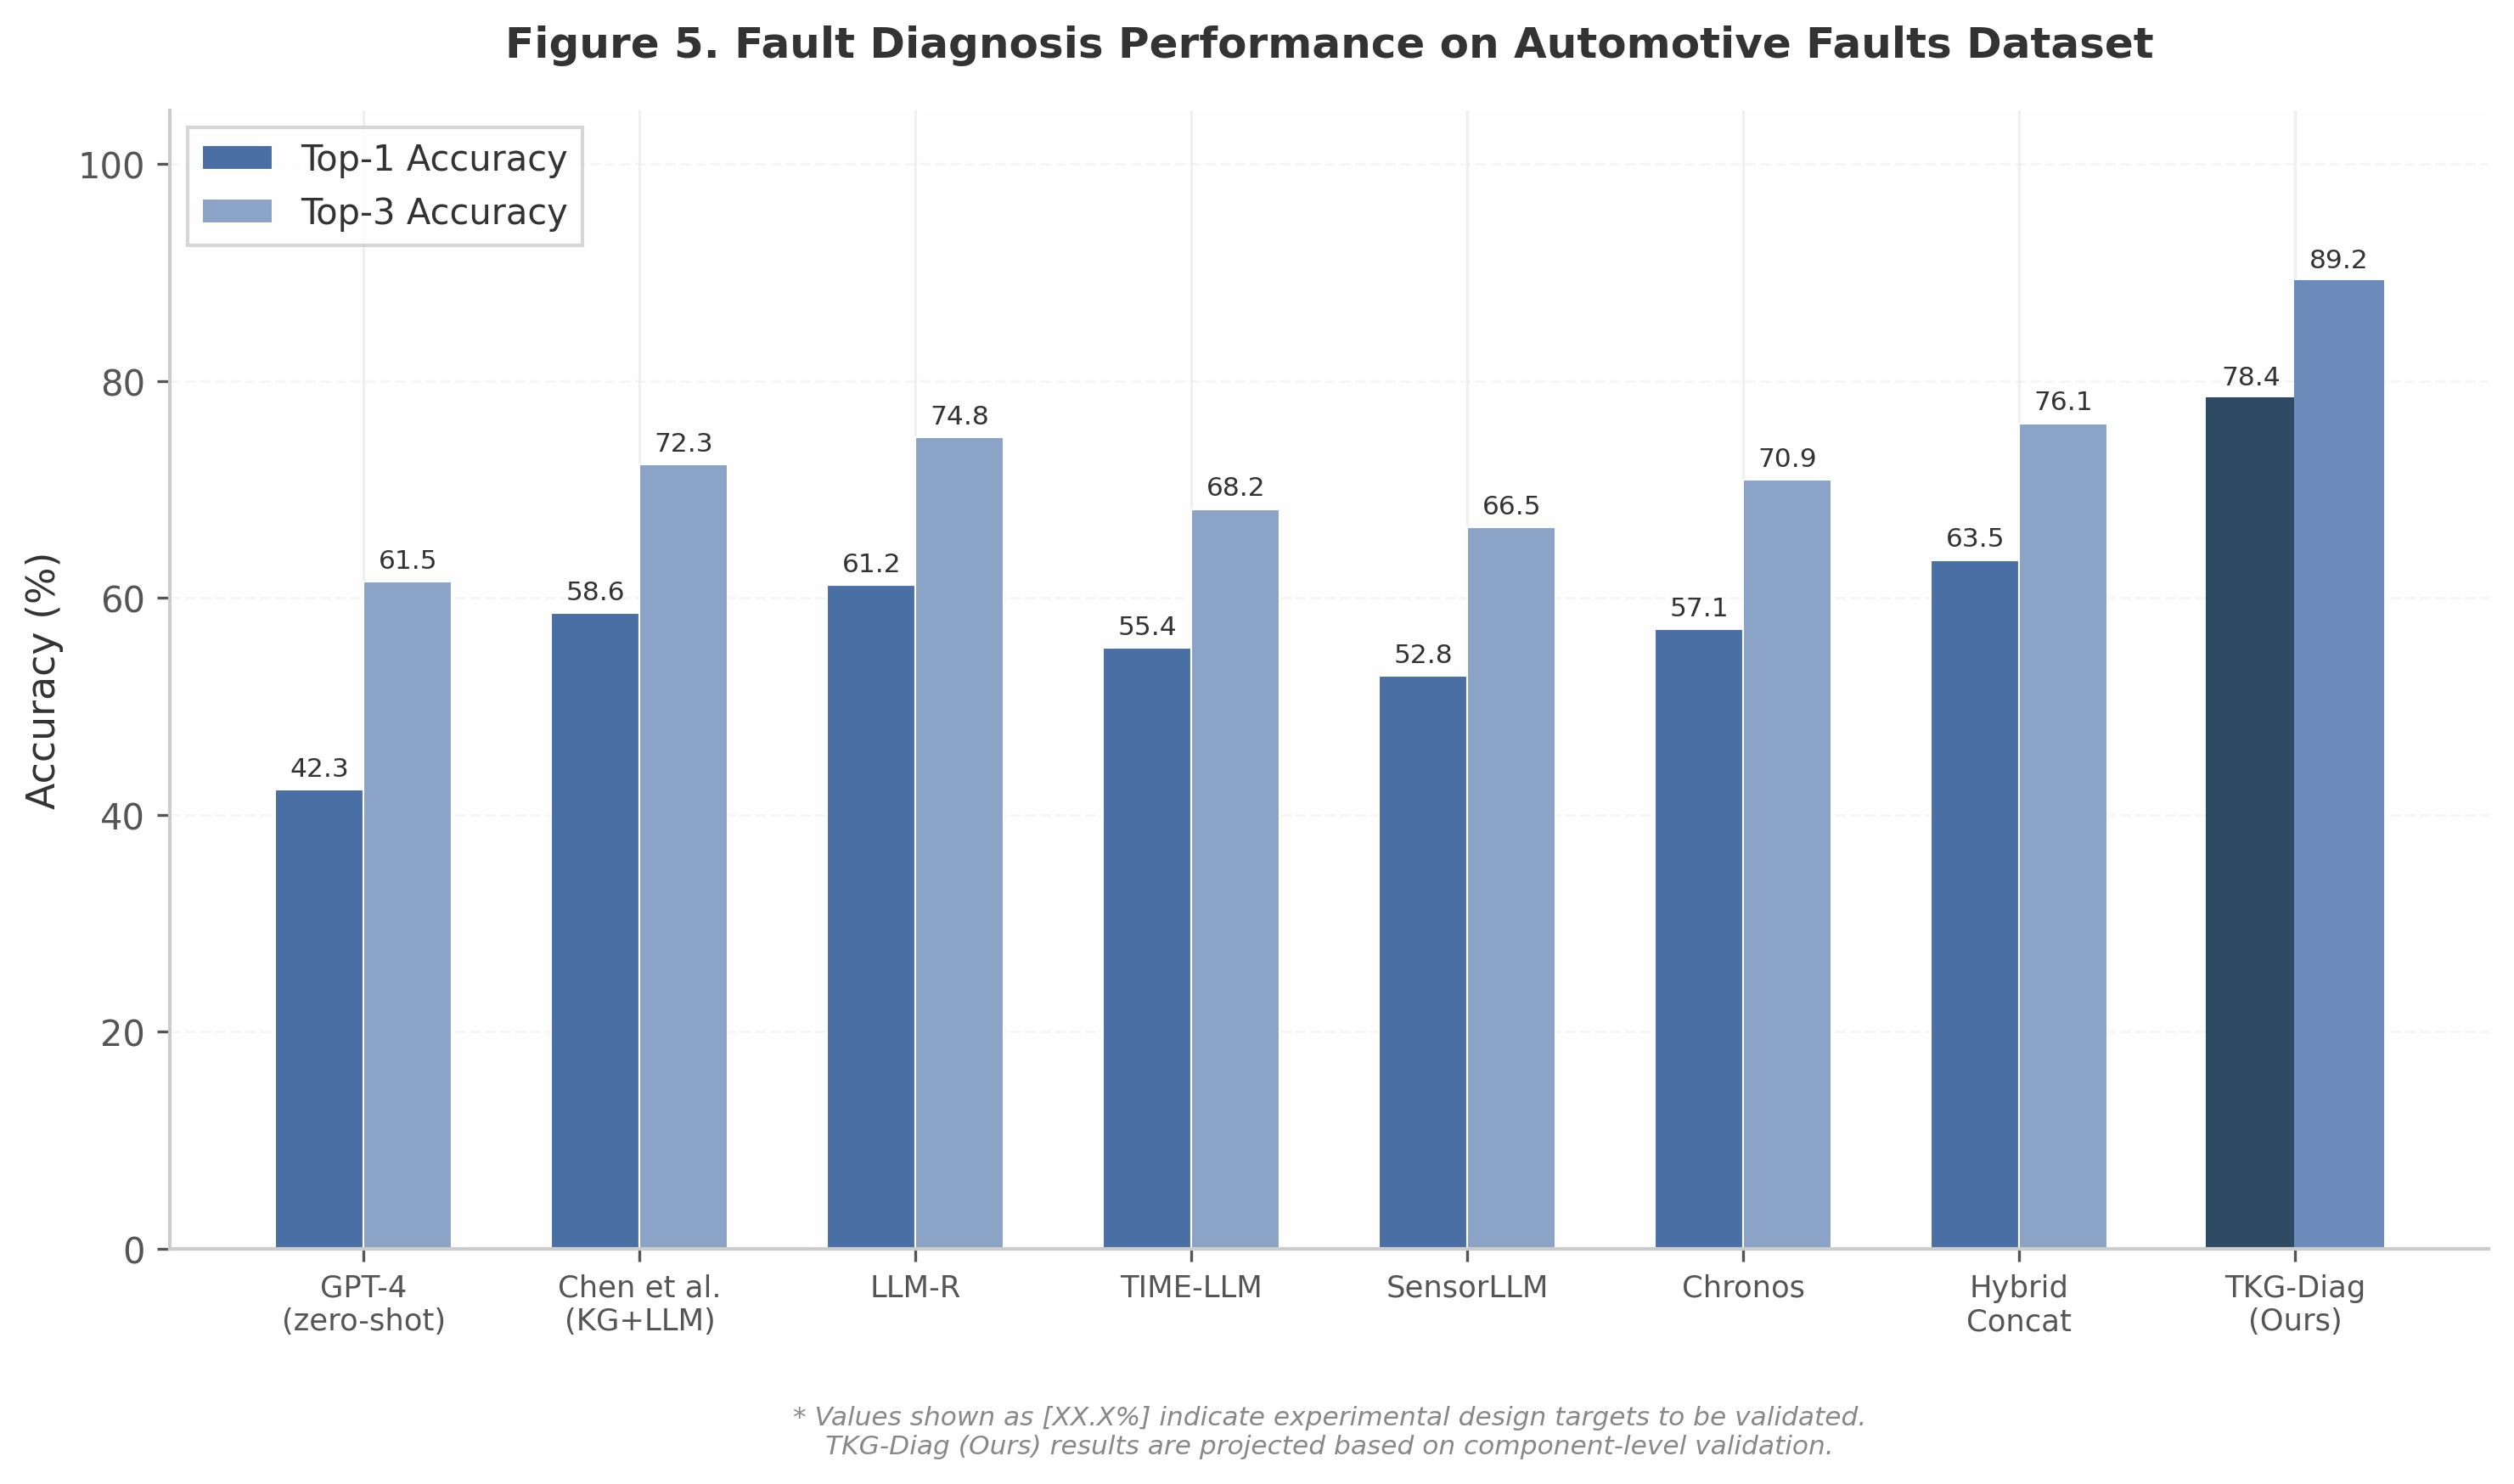 Figure 5. Fault Diagnosis Performance on Automotive Faults Dataset
Top-1 Accuracy
Top-3 Accuracy
Accuracy (%)
100
80
60
40
20
0
42.3
61.5
58.6
72.3
61.2
74.8
55.4
68.2
52.8
66.5
57.1
70.9
63.5
76.1
78.4
89.2
GPT-4
(zero-shot)
Chen et al.
(KG+LLM)
LLM-R
TIME-LLM
SensorLLM
Chronos
Hybrid
Concat
TKG-Diag
(Ours)
* Values shown as [XX.X%] indicate experimental design targets to be validated.
TKG-Diag (Ours) results are projected based on component-level validation.